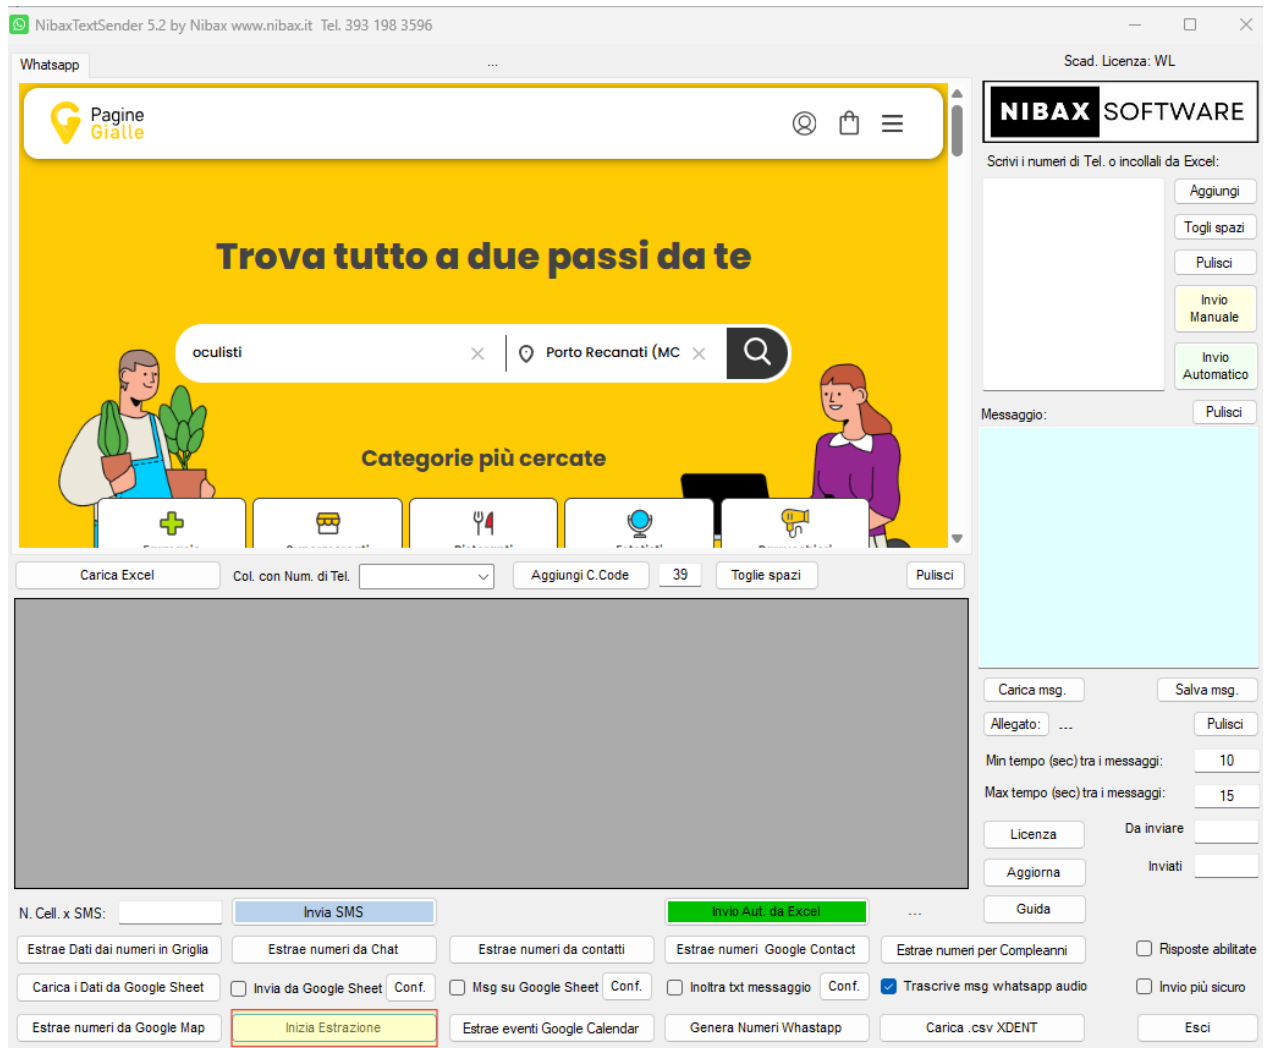 NibaxTextSender 5.2 by Nibax www.nibax.it Tel. 393 198 3596
Whatsapp
...
Scad. Licenza: WL
Pagine
Gialle
NIBAX SOFTWARE
Scrivi i numeri di Tel. o incollali da Excel:
Aggiungi
Togli spazi
Pulisci
Invio
Manuale
Invio
Automatico
Trova tutto a due passi da te
oculisti
Porto Recanati (MC
Categorie più cercate
Messaggio:
Pulisci
Carica Excel
Col. con Num. di Tel.
Aggiungi C.Code
39
Toglie spazi
Pulisci
Carica msg.
Salva msg.
Allegato:
...
Pulisci
Min tempo (sec) tra i messaggi:
10
Max tempo (sec) tra i messaggi:
15
Licenza
Da inviare
Aggiorna
Inviati
Guida
N. Cell. x SMS:
Invia SMS
Invio Aut. da Excel
...
Estrae Dati dai numeri in Griglia
Estrae numeri da Chat
Estrae numeri da contatti
Estrae numeri Google Contact
Estrae numeri per Compleanni
Risposte abilitate
Carica i Dati da Google Sheet
Invia da Google Sheet
Conf.
Msg su Google Sheet
Conf.
Inoltra txt messaggio
Conf.
Trascrive msg whatsapp audio
Invio più sicuro
Estrae numeri da Google Map
Inizia Estrazione
Estrae eventi Google Calendar
Genera Numeri Whastapp
Carica .csv XDENT
Esci